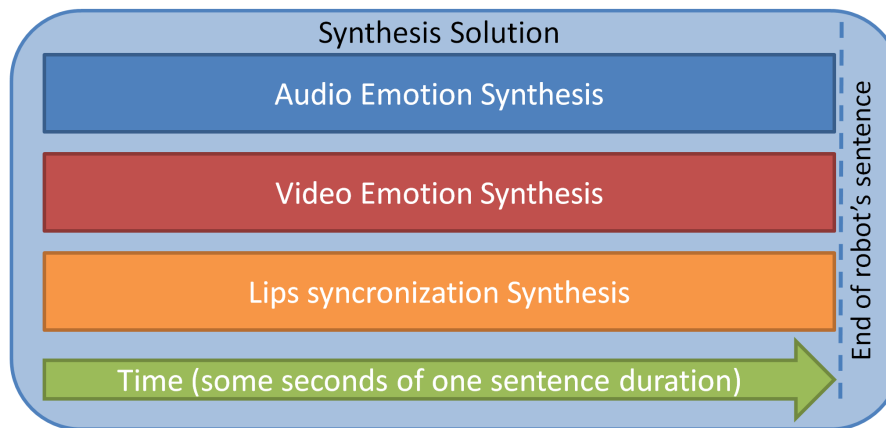 Synthesis Solution
Audio Emotion Synthesis
Video Emotion Synthesis
Lips syncronization Synthesis
Time (some seconds of one sentence duration)
End of robot's sentence